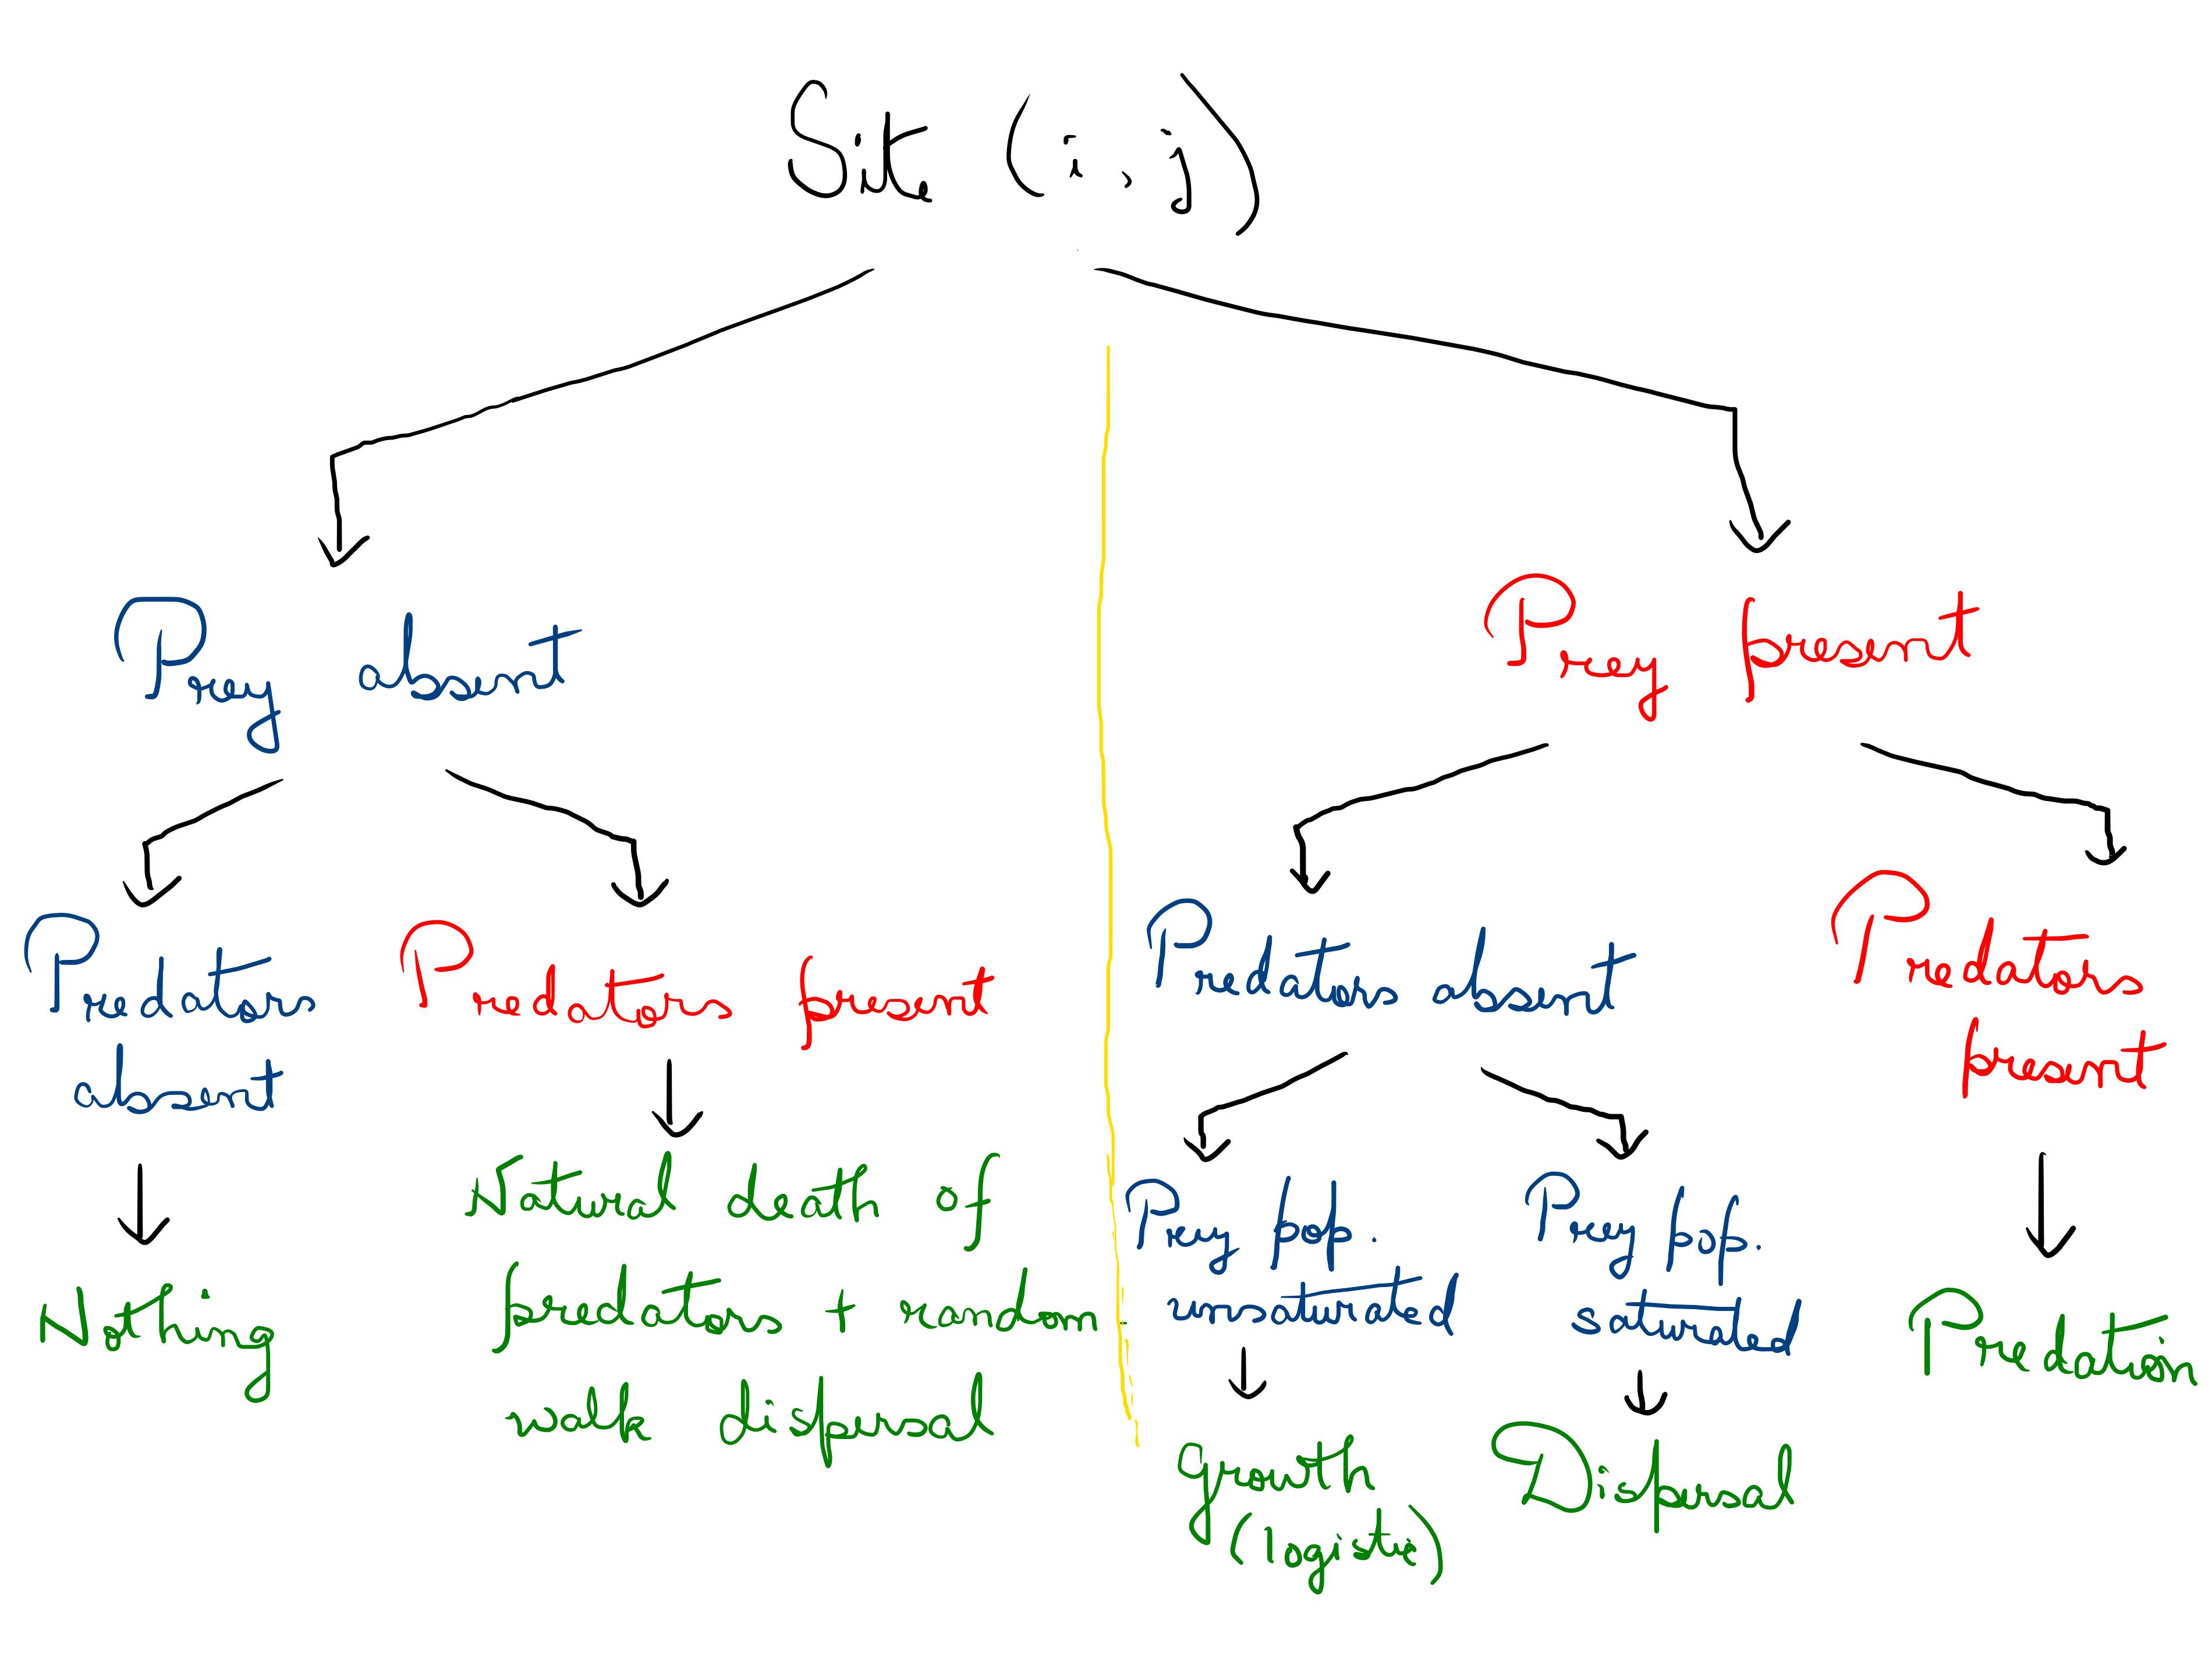 Site (i, j)
Prey absent
Prey present
Predators
absent
Predators present
Predators absent
Predators
present
Nothing
Natural death of
predators + random
walk dispersal
Prey pop.
unsaturated
Prey pop.
saturated
Predation
growth
(logistic)
Dispersal